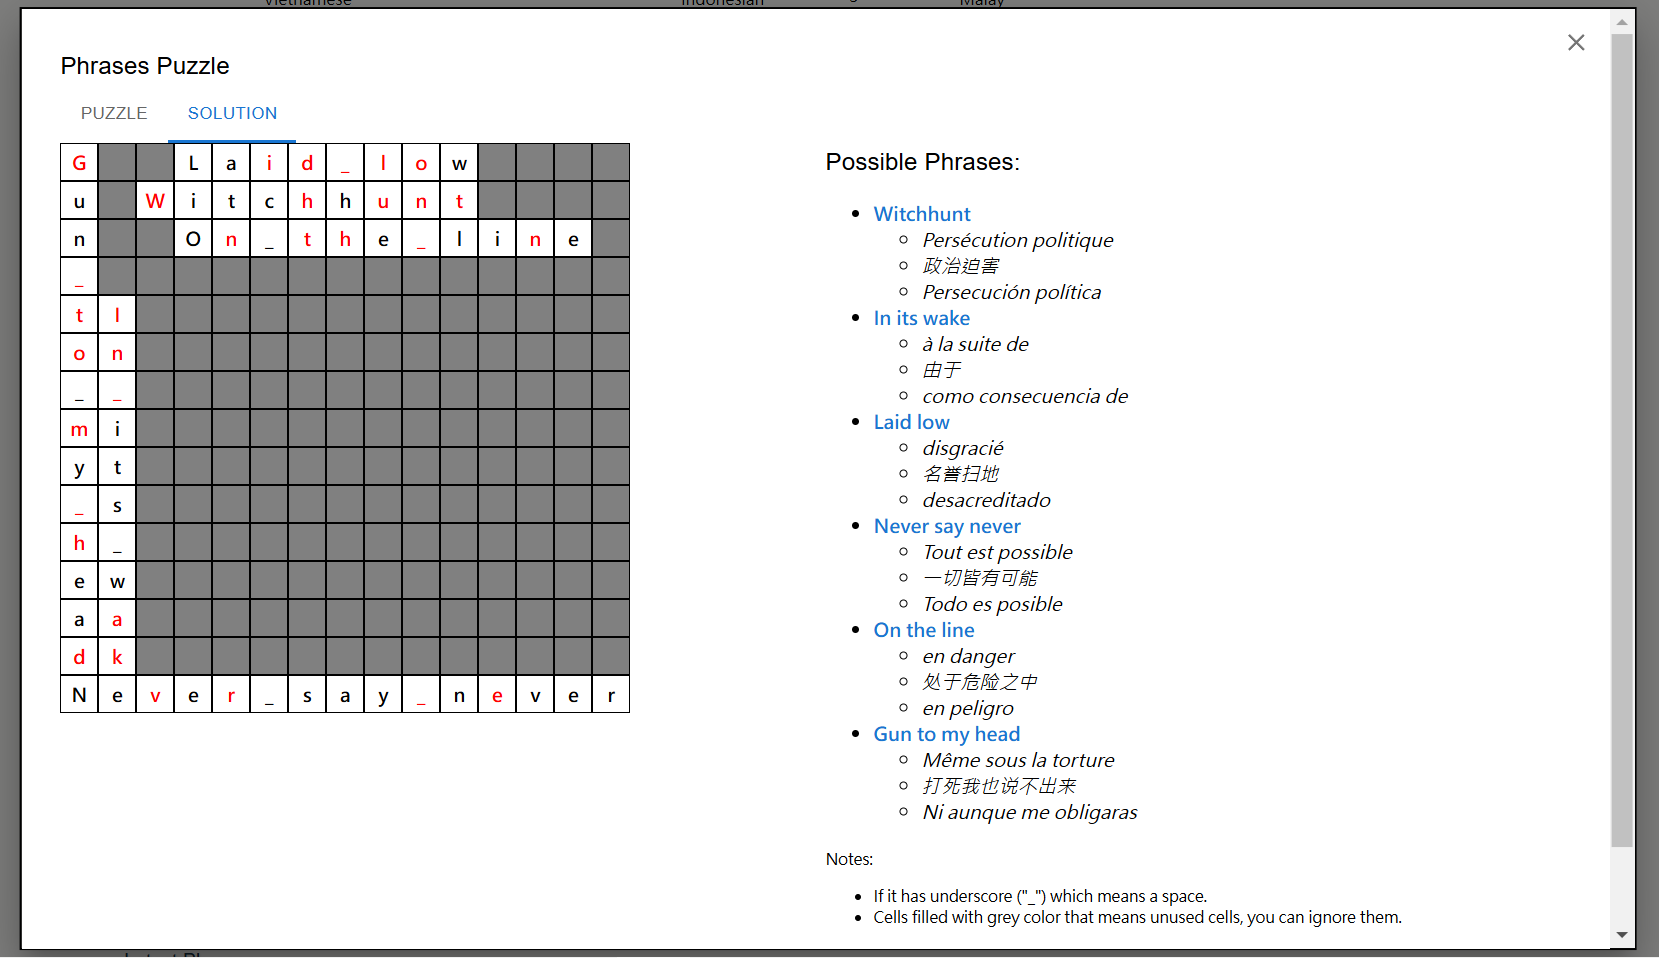 Vietnamese Indonesian Malay
Phrases Puzzle
PUZZLE SOLUTION
G L a i d _ l o w
u W i t c h h u n t
n O n _ t h e _ l i n e
_
t I
o n
_ _
m i
y t
_ s
h _
e w
a a
d k
N e v e r _ s a y _ n e v e r
Possible Phrases:
Witchhunt
Persécution politique
政治迫害
Persecución política
In its wake
à la suite de
由于
como consecuencia de
Laid low
disgracié
名誉扫地
desacreditado
Never say never
Tout est possible
一切皆有可能
Todo es posible
On the line
en danger
处于危险之中
en peligro
Gun to my head
Même sous la torture
打死我也说不出来
Ni aunque me obligaras
Notes:
If it has underscore ("_") which means a space.
Cells filled with grey color that means unused cells, you can ignore them.